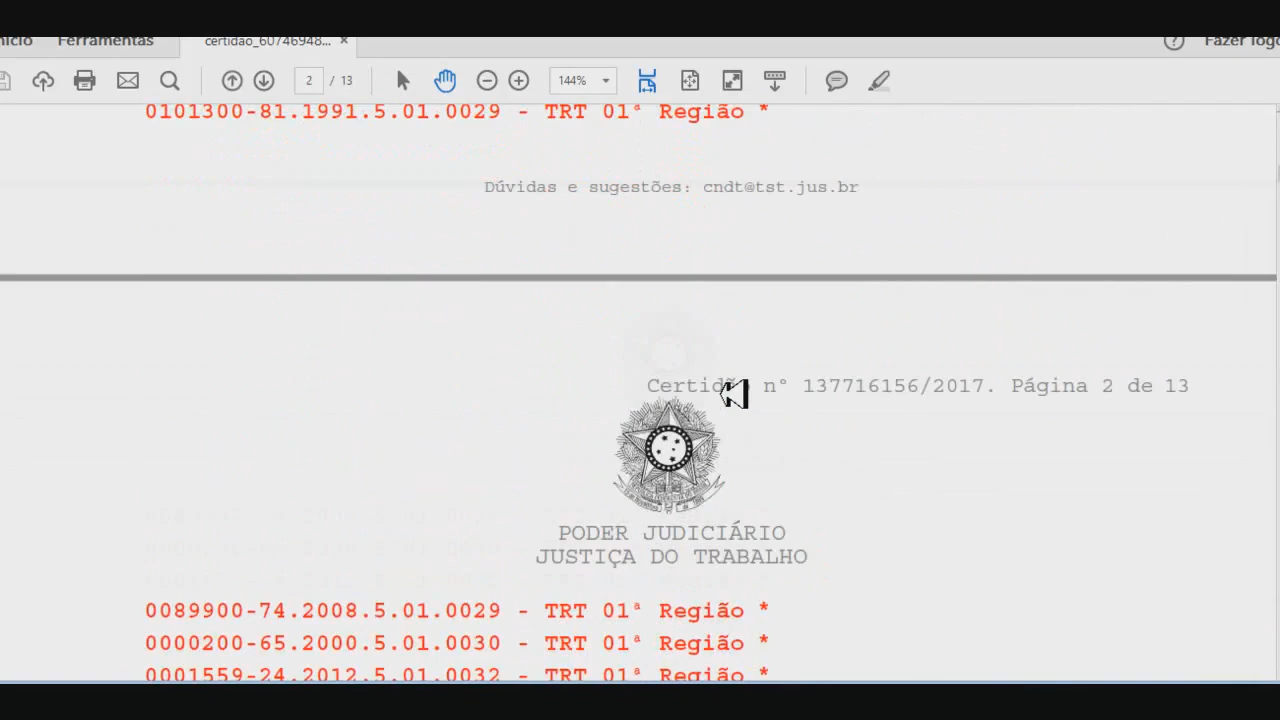 Ferramentas certidao_60746948... ×
2 / 13 144%
0101300-81.1991.5.01.0029 - TRT 01ª Região *
Dúvidas e sugestões: cndt@tst.jus.br
Certidão n° 137716156/2017. Página 2 de 13
PODER JUDICIÁRIO
JUSTIÇA DO TRABALHO
0089900-74.2008.5.01.0029 - TRT 01ª Região *
0000200-65.2000.5.01.0030 - TRT 01ª Região *
0001559-24.2012.5.01.0032 - TRT 01ª Região *